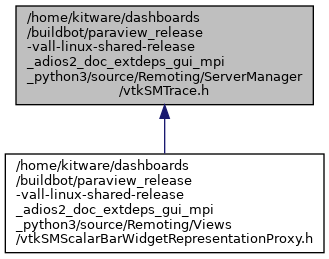 /home/kitware/dashboards
/buildbot/paraview_release
-vall-linux-shared-release
_adios2_doc_extdeps_gui_mpi
_python3/source/Remoting/ServerManager
/vtkSMTrace.h
/home/kitware/dashboards
/buildbot/paraview_release
-vall-linux-shared-release
_adios2_doc_extdeps_gui_mpi
_python3/source/Remoting/Views
/vtkSMScalarBarWidgetRepresentationProxy.h